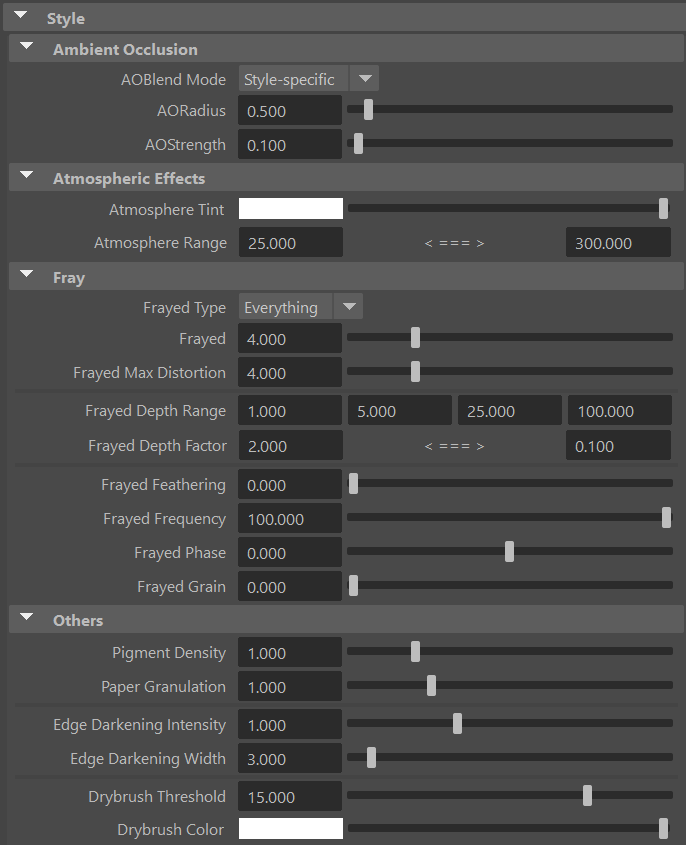 Style
Ambient Occlusion
AOBlend Mode Style-specific
AORadius 0.500
AOStrength 0.100
Atmospheric Effects
Atmosphere Tint
Atmosphere Range 25.000 < === > 300.000
Fray
Frayed Type Everything
Frayed 4.000
Frayed Max Distortion 4.000
Frayed Depth Range 1.000 5.000 25.000 100.000
Frayed Depth Factor 2.000 < === > 0.100
Frayed Feathering 0.000
Frayed Frequency 100.000
Frayed Phase 0.000
Frayed Grain 0.000
Others
Pigment Density 1.000
Paper Granulation 1.000
Edge Darkening Intensity 1.000
Edge Darkening Width 3.000
Drybrush Threshold 15.000
Drybrush Color